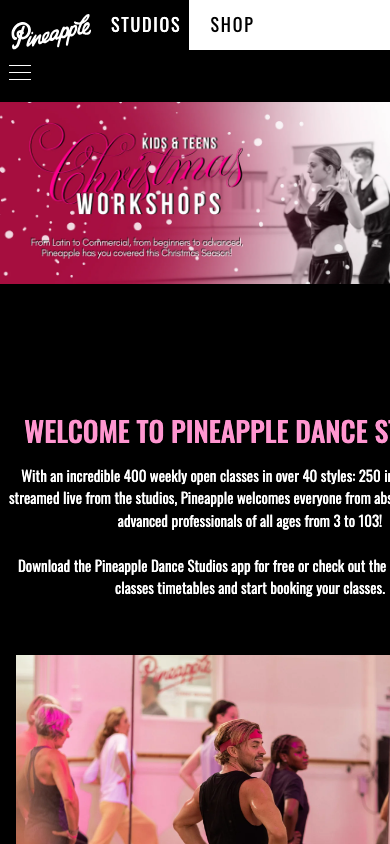 Pineapple
STUDIOS
SHOP
KIDS & TEENS
Christmas
WORKSHOPS
From Latin to Commercial, from beginners to advanced,
Pineapple has you covered this Christmas Season!
WELCOME TO PINEAPPLE DANCE
With an incredible 400 weekly open classes in over 40 styles: 250
streamed live from the studios, Pineapple welcomes everyone from
advanced professionals of all ages from 3 to 103!
Download the Pineapple Dance Studios app for free or check out the
classes timetables and start booking your classes.
Pineapple